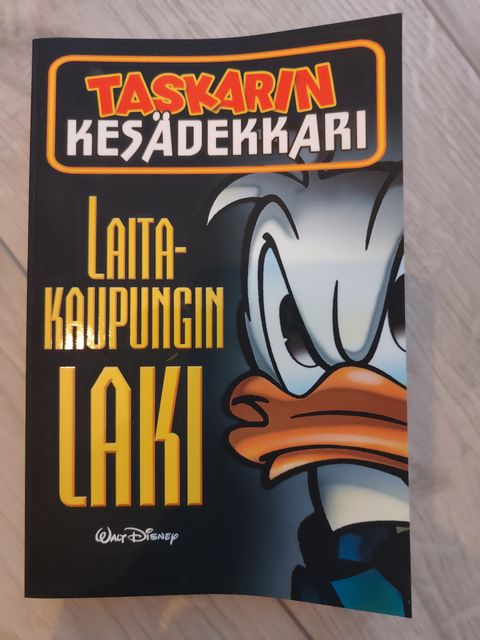 TASKARIN
KESÄDEKKARI
LAITA-
KAUPUNGIN
LAKI
WALT DISNEY